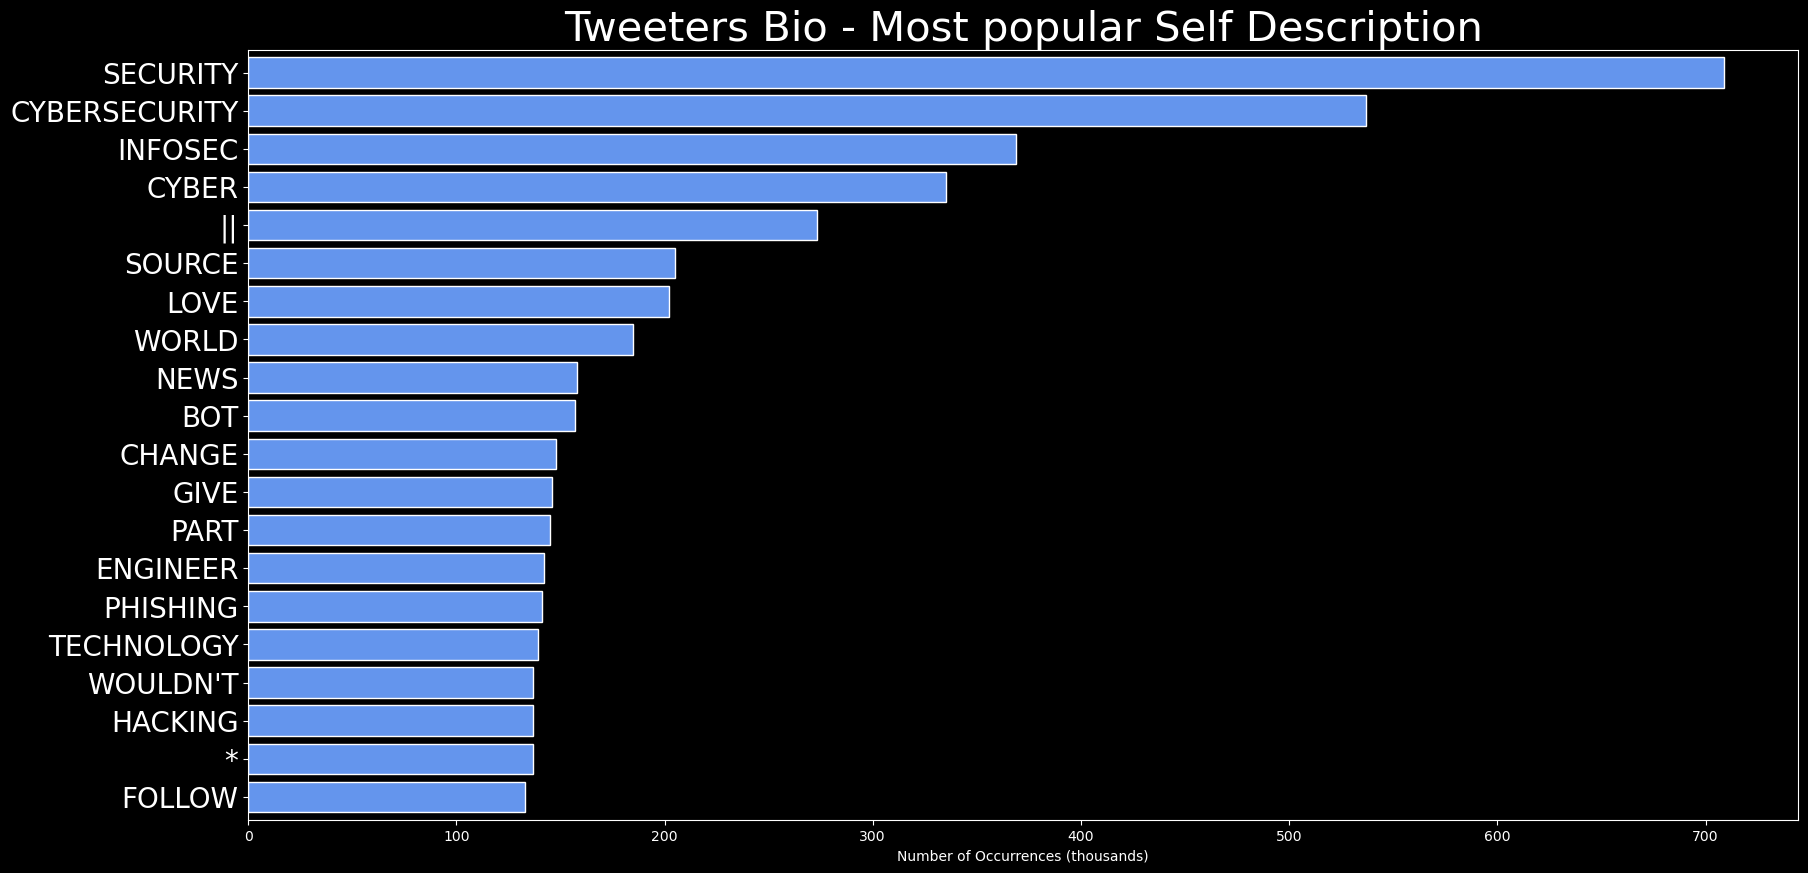 Tweeters Bio - Most popular Self Description
SECURITY
CYBERSECURITY
INFOSEC
CYBER
||
SOURCE
LOVE
WORLD
NEWS
BOT
CHANGE
GIVE
PART
ENGINEER
PHISHING
TECHNOLOGY
WOULDN'T
HACKING
*
FOLLOW
0 100 200 300 400 500 600 700
Number of Occurrences (thousands)